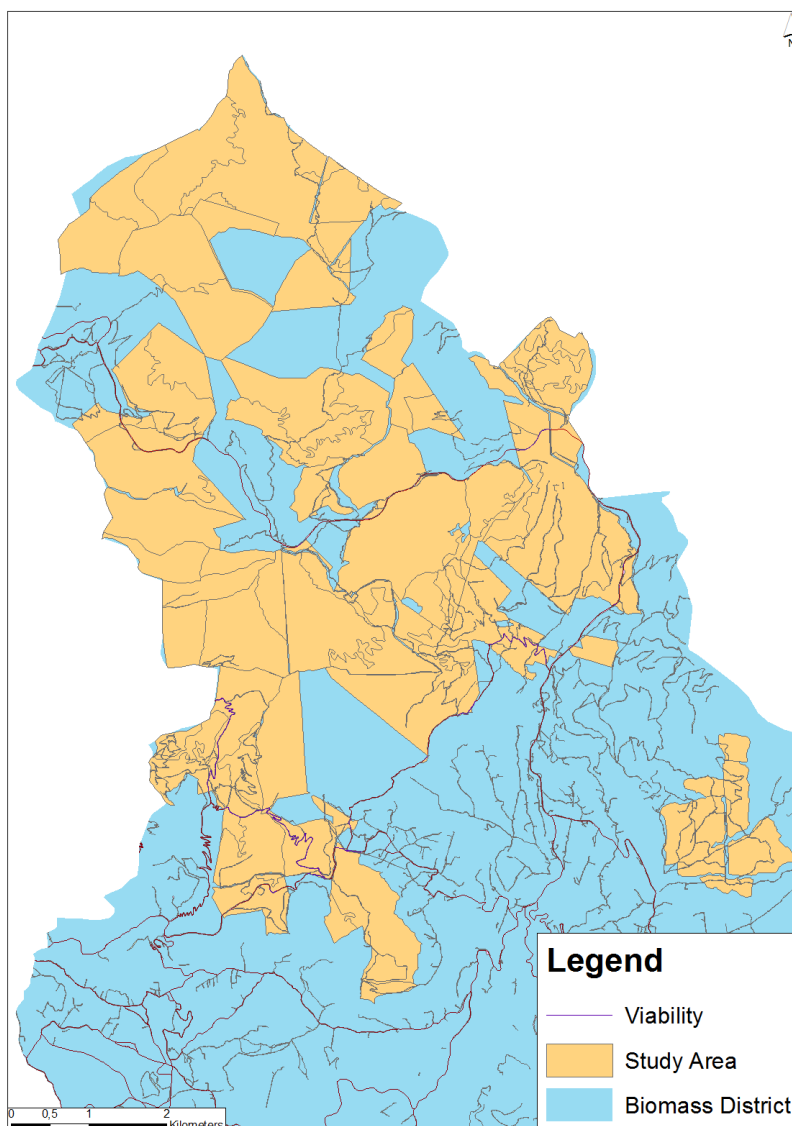 N
Legend
Viability
Study Area
Biomass District
0 0,5 1 2
Kilometers